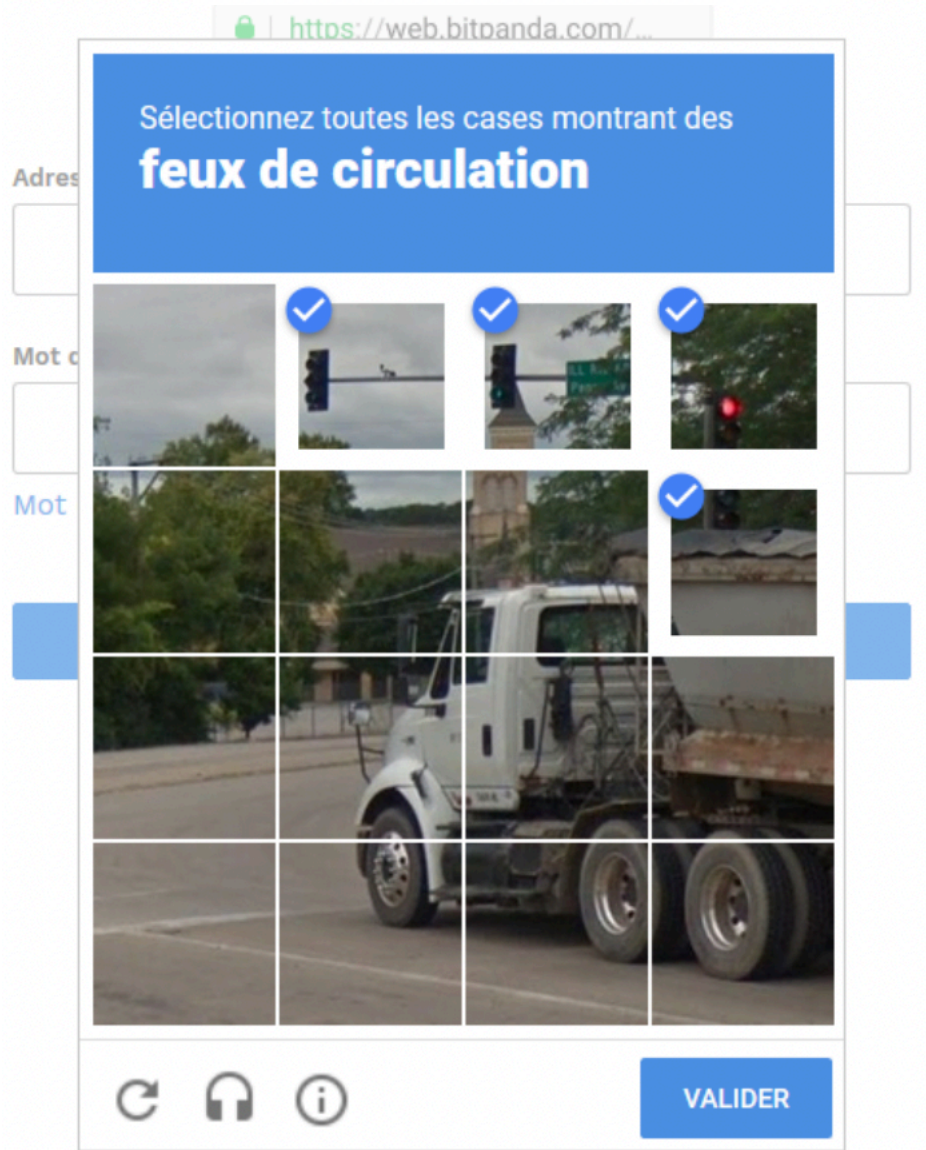 https://web.bitpanda.com/...
Sélectionnez toutes les cases montrant des
feux de circulation
Adres
Mot
Mot
VALIDER